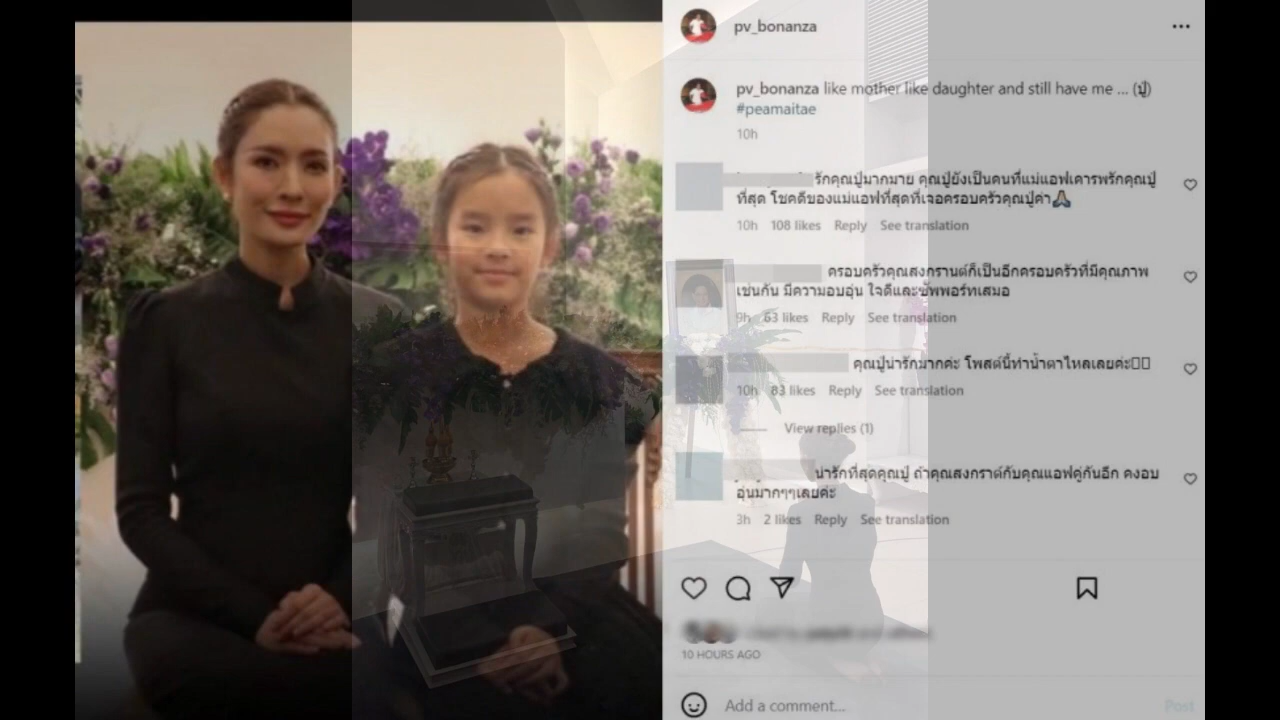 pv_bonanza
pv_bonanza like mother like daughter and still have me ... (ปู่)
#peamaitae
10h
รักคุณปู่มากมาย คุณปู่ยังเป็นคนที่แม่แอฟเคารพรักคุณปู่
ที่สุด โชคดีของแม่แอฟที่สุดที่เจอครอบครัวคุณปู่ค่า🙏
10h 108 likes Reply See translation
ครอบครัวคุณสงกรานต์ก็เป็นอีกครอบครัวที่มีคุณภาพ
เช่นกัน มีความอบอุ่น ใจดีและซัพพอร์ทเสมอ
9h 63 likes Reply See translation
คุณปู่น่ารักมากค่ะ โพสต์นี้ทำน้ำตาไหลเลยค่ะ
10h 83 likes Reply See translation
View replies (1)
น่ารักที่สุดคุณปู่ ถ้าคุณสงกราต์กับคุณแอฟคู่กันอีก คงอบ
อุ่นมากๆๆเลยค่ะ
3h 2 likes Reply See translation
10 HOURS AGO
Add a comment...
Post